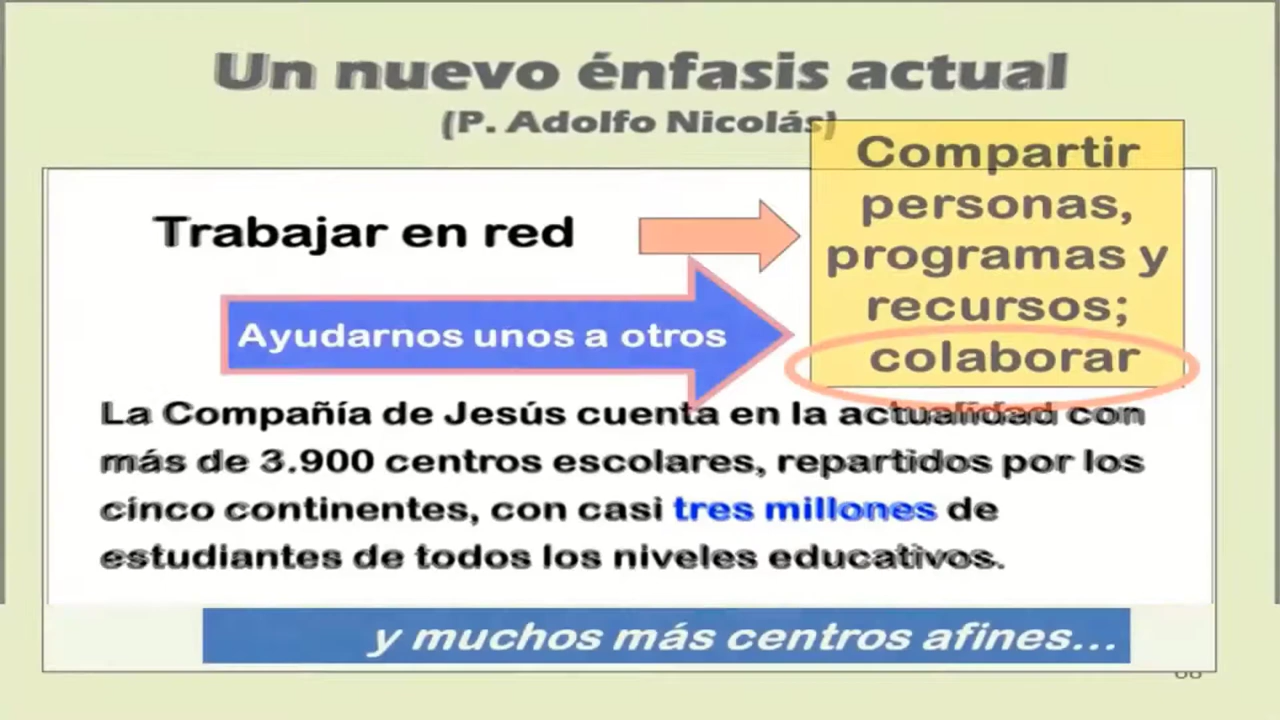 Un nuevo énfasis actual
(P. Adolfo Nicolás)
Trabajar en red
Compartir
personas,
programas y
recursos;
colaborar
Ayudarnos unos a otros
La Compañía de Jesús cuenta en la actualidad con
más de 3.900 centros escolares, repartidos por los
cinco continentes, con casi tres millones de
estudiantes de todos los niveles educativos.
y muchos más centros afines...